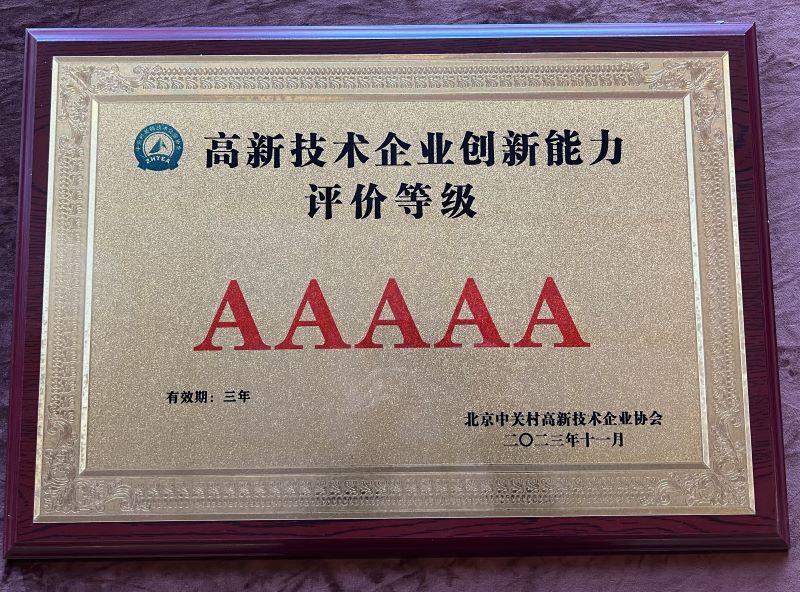 高新技术企业创新能力
评价等级
ZHTEA
AAAAA
有效期：三年
北京中关村高新技术企业协会
二〇二三年十一月